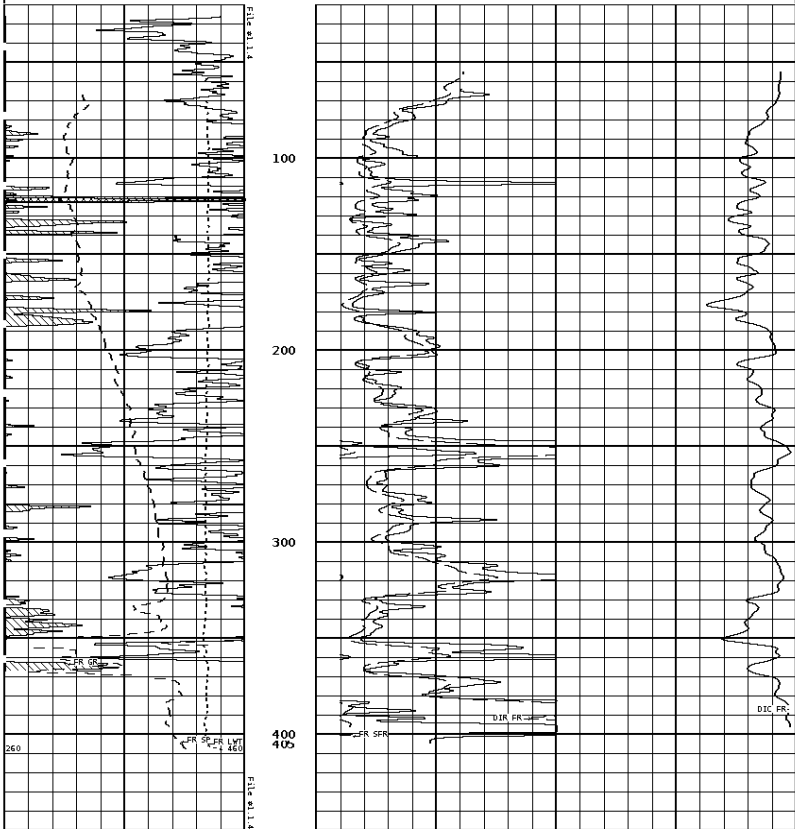 File #1.1.4
100
200
300
FR GR
DIC FR
DIR FR
FR SFR
400
FR SP
FR LWT
260
460
405
File #1.1.4